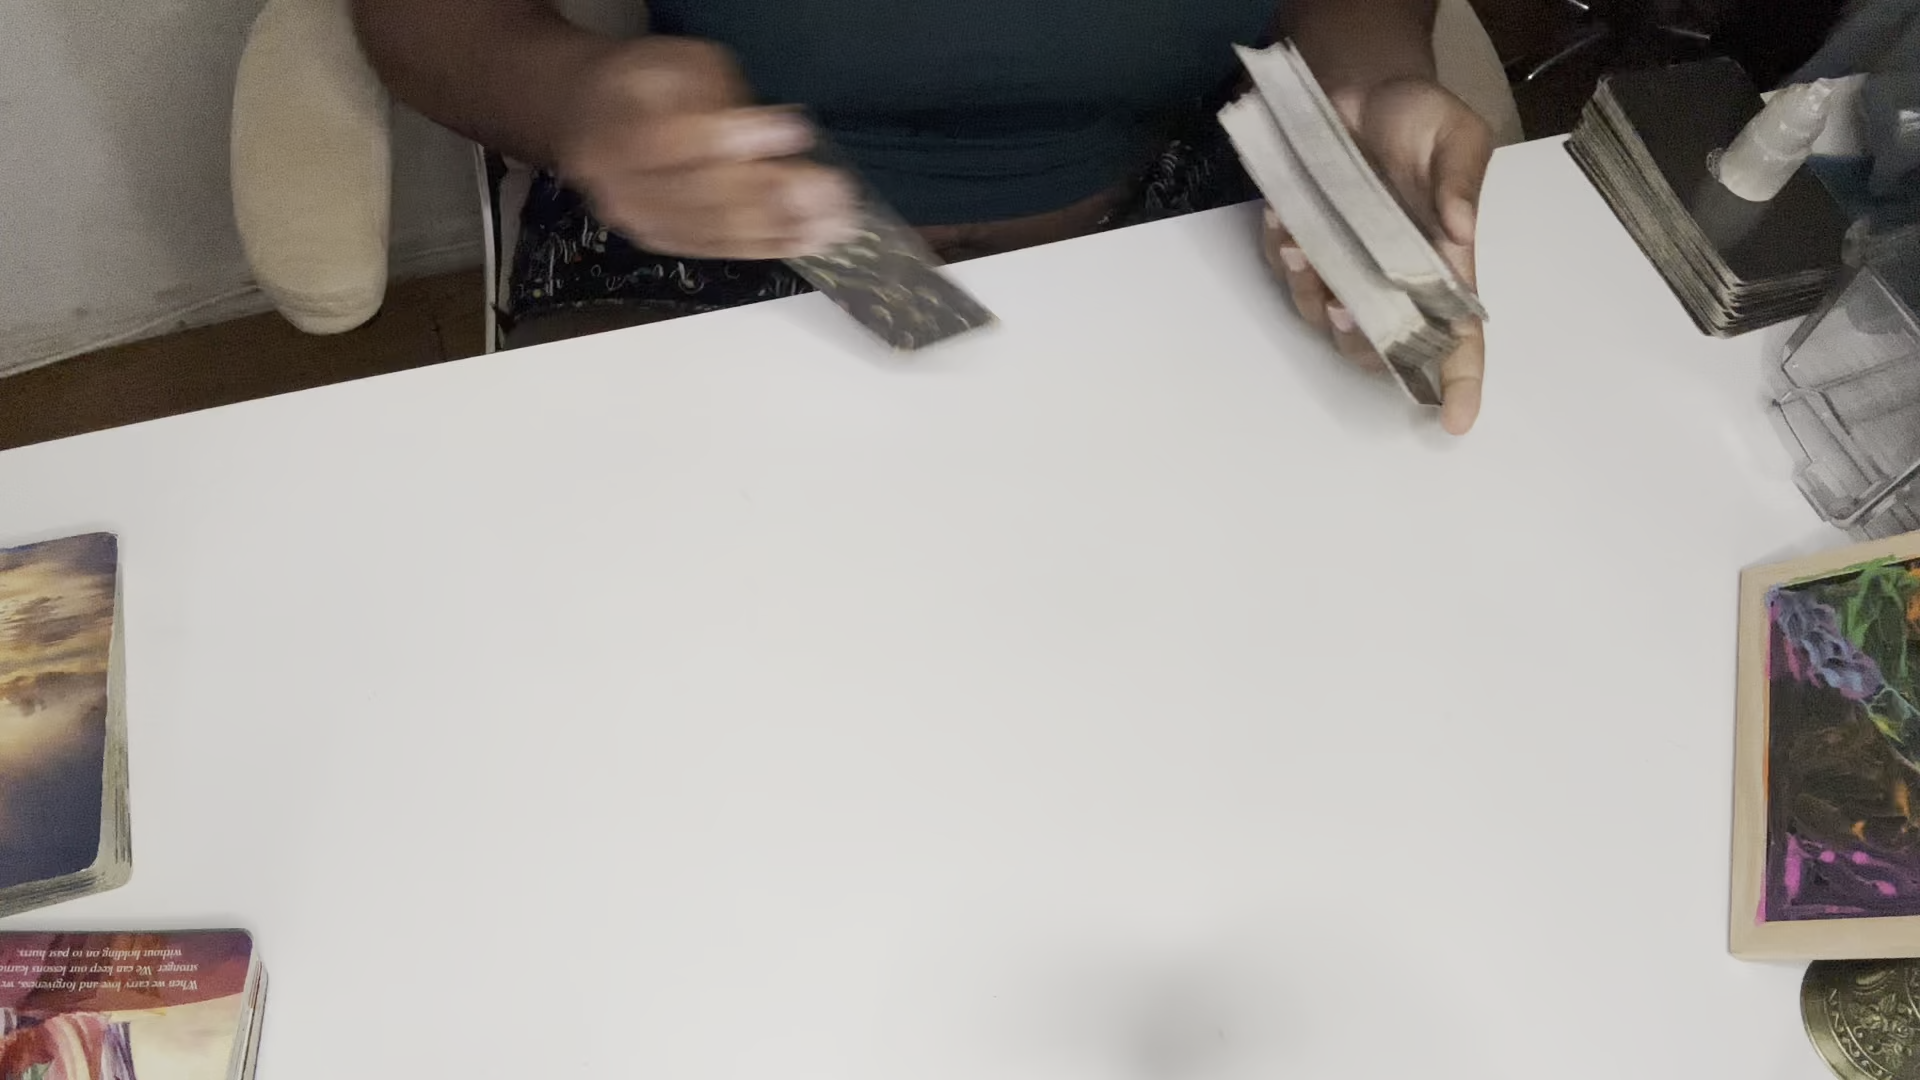 When we carry love and forgiveness, we
stronger. We can keep our lessons learne
without holding on to past hurts.